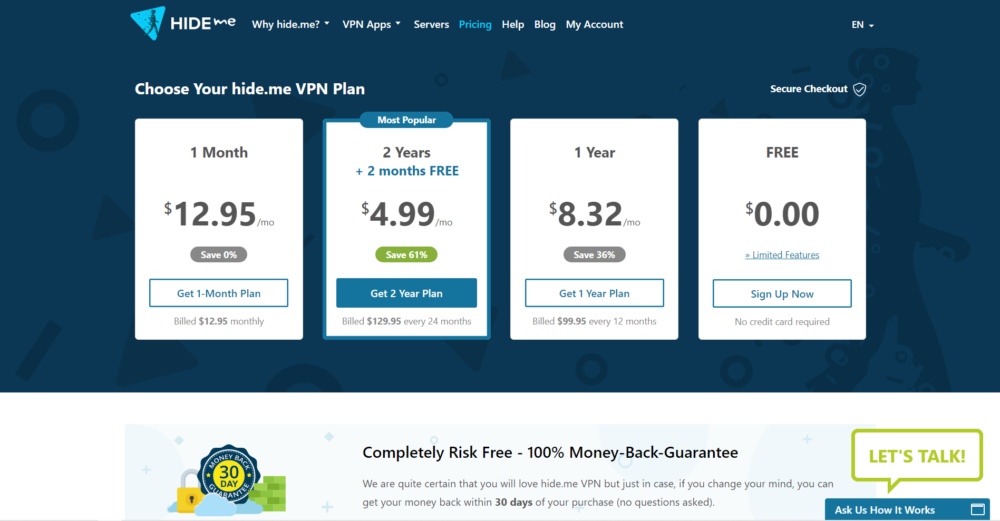 HIDE me
Why hide.me? VPN Apps Servers Pricing Help Blog My Account EN
Choose Your hide.me VPN Plan
Secure Checkout
1 Month
$12.95/mo
Save 0%
Get 1-Month Plan
Billed $12.95 monthly
Most Popular
2 Years
+ 2 months FREE
$4.99/mo
Save 61%
Get 2 Year Plan
Billed $129.95 every 24 months
1 Year
$8.32/mo
Save 36%
Get 1 Year Plan
Billed $99.95 every 12 months
FREE
$0.00
» Limited Features
Sign Up Now
No credit card required
MONEY BACK
30
DAY
GUARANTEE
Completely Risk Free - 100% Money-Back-Guarantee
We are quite certain that you will love hide.me VPN but just in case, if you change your mind, you can
get your money back within 30 days of your purchase (no questions asked).
LET'S TALK!
Ask Us How It Works